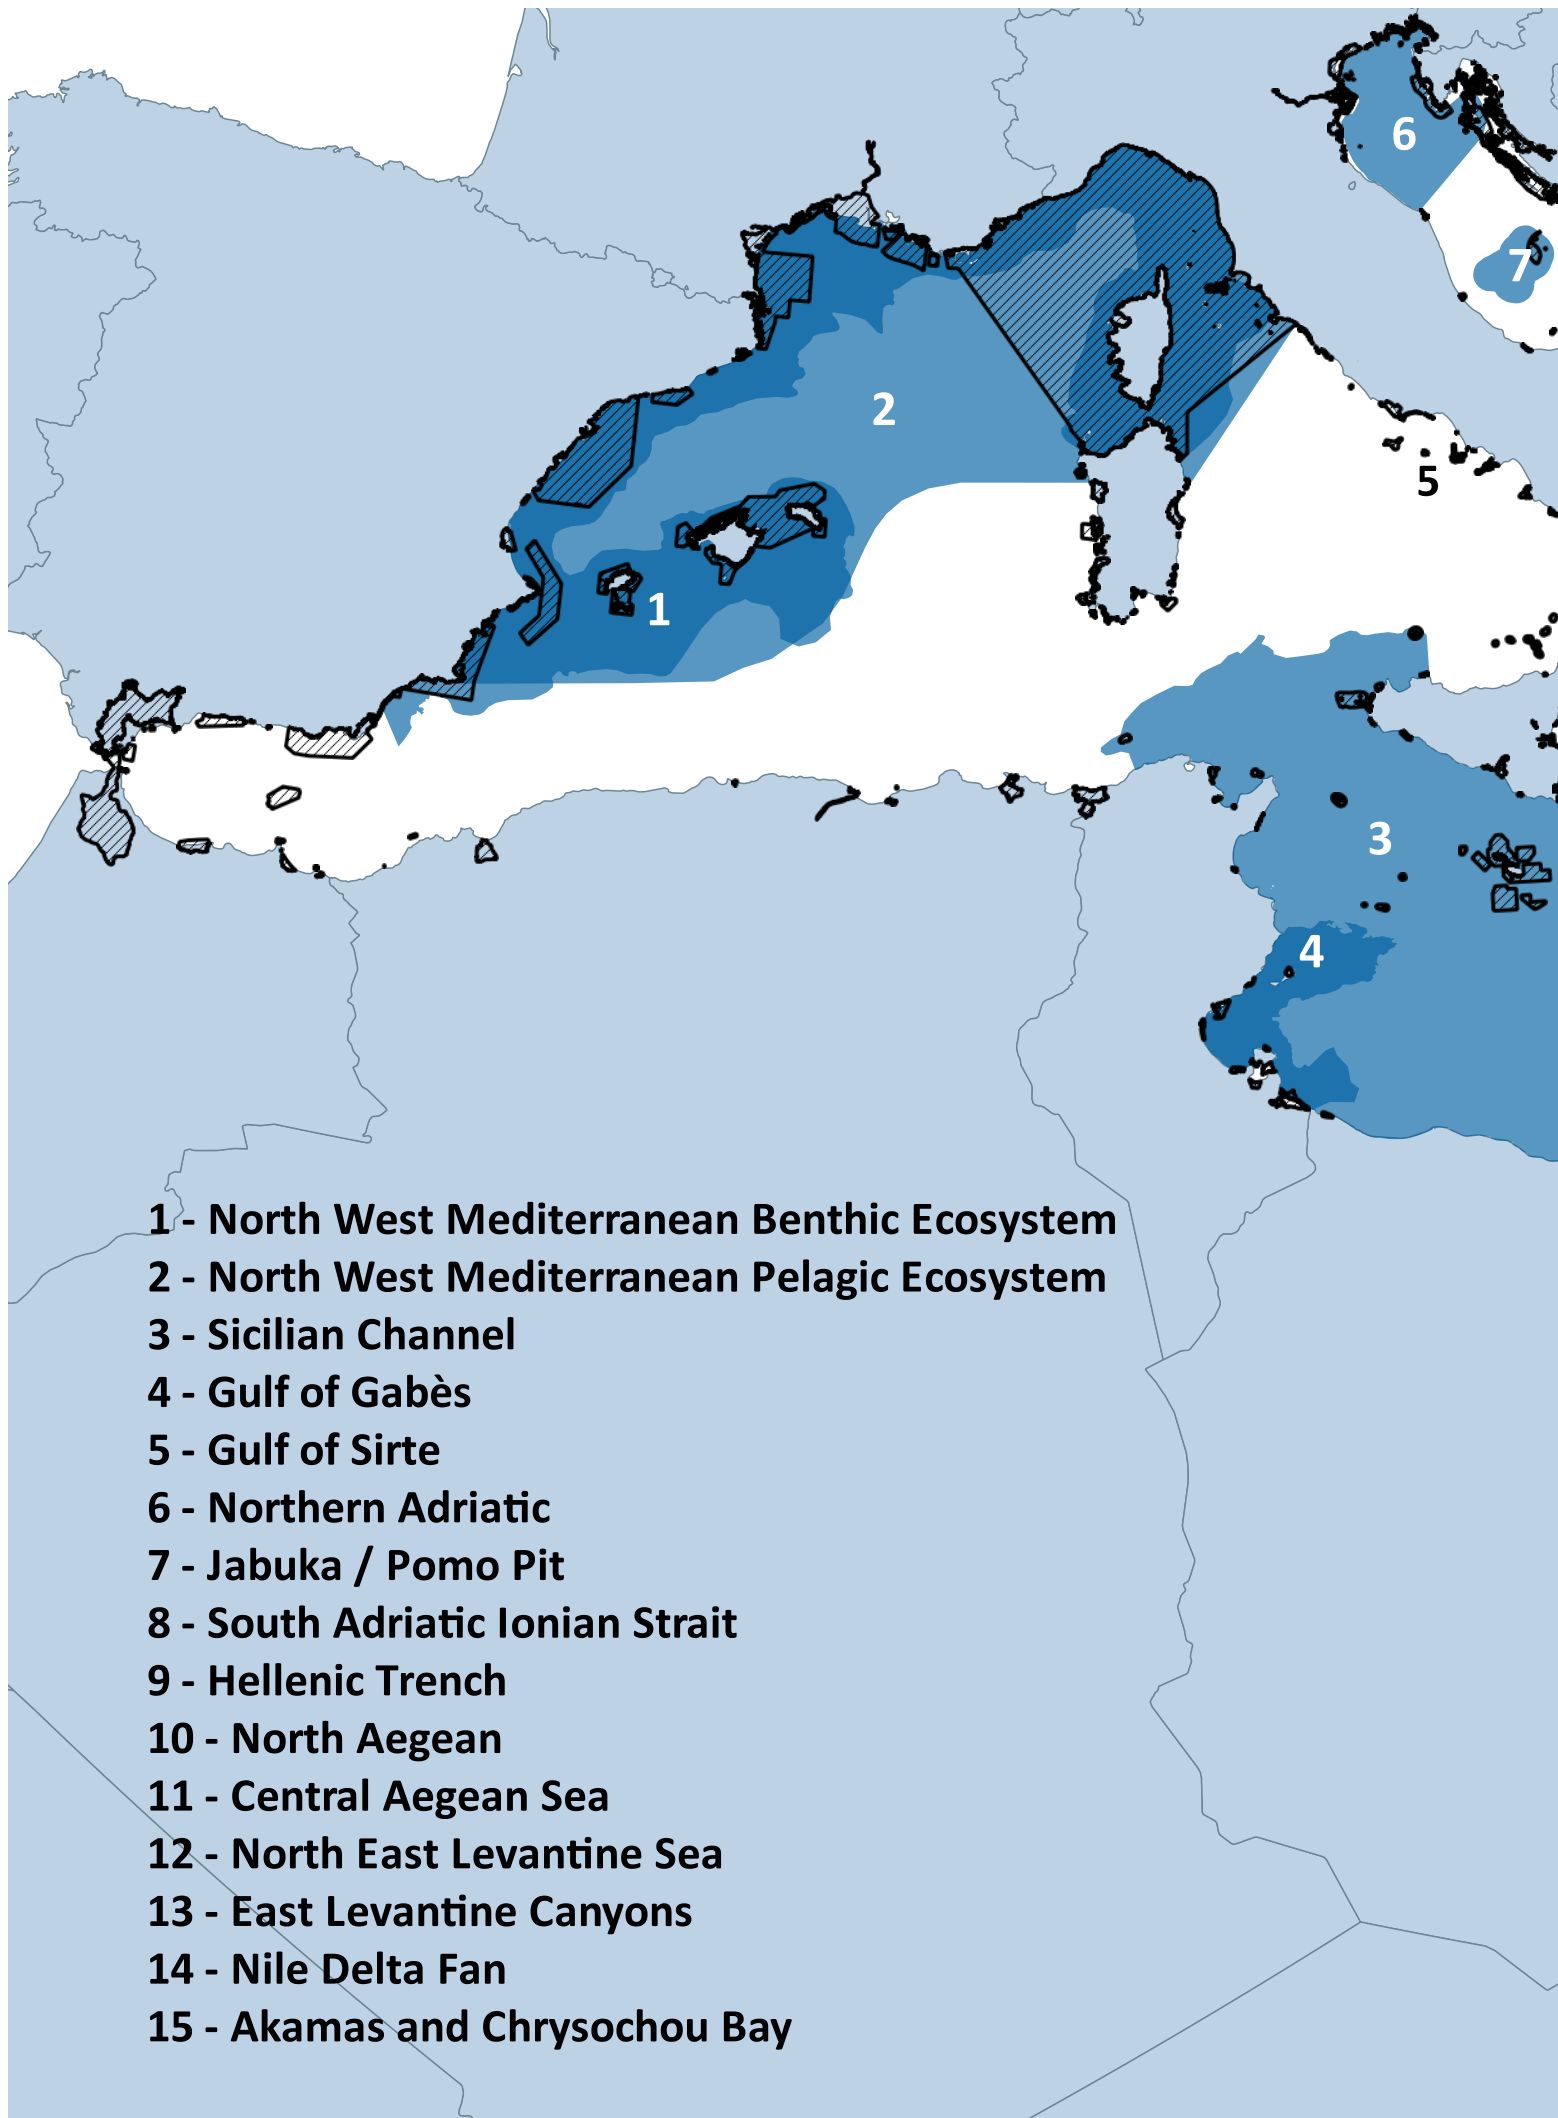 6
7
2
5
1
3
4
1 - North West Mediterranean Benthic Ecosystem
2 - North West Mediterranean Pelagic Ecosystem
3 - Sicilian Channel
4 - Gulf of Gabès
5 - Gulf of Sirte
6 - Northern Adriatic
7 - Jabuka / Pomo Pit
8 - South Adriatic Ionian Strait
9 - Hellenic Trench
10 - North Aegean
11 - Central Aegean Sea
12 - North East Levantine Sea
13 - East Levantine Canyons
14 - Nile Delta Fan
15 - Akamas and Chrysochou Bay